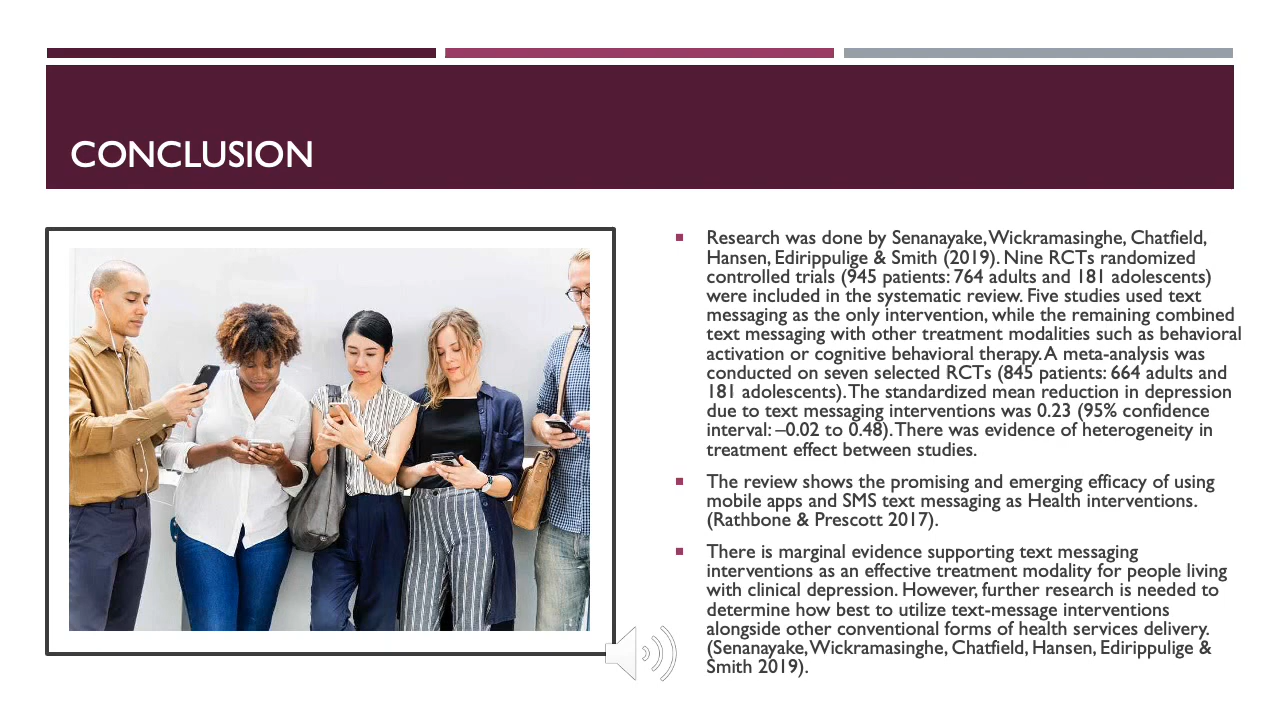 CONCLUSION
Research was done by Senanayake, Wickramasinghe, Chatfield,
Hansen, Edirippulige & Smith (2019). Nine RCTs randomized
controlled trials (945 patients: 764 adults and 181 adolescents)
were included in the systematic review. Five studies used text
messaging as the only intervention, while the remaining combined
text messaging with other treatment modalities such as behavioral
activation or cognitive behavioral therapy. A meta-analysis was
conducted on seven selected RCTs (845 patients: 664 adults and
181 adolescents). The standardized mean reduction in depression
due to text messaging interventions was 0.23 (95% confidence
interval: –0.02 to 0.48). There was evidence of heterogeneity in
treatment effect between studies.
The review shows the promising and emerging efficacy of using
mobile apps and SMS text messaging as Health interventions.
(Rathbone & Prescott 2017).
There is marginal evidence supporting text messaging
interventions as an effective treatment modality for people living
with clinical depression. However, further research is needed to
determine how best to utilize text-message interventions
alongside other conventional forms of health services delivery.
(Senanayake, Wickramasinghe, Chatfield, Hansen, Edirippulige &
Smith 2019).